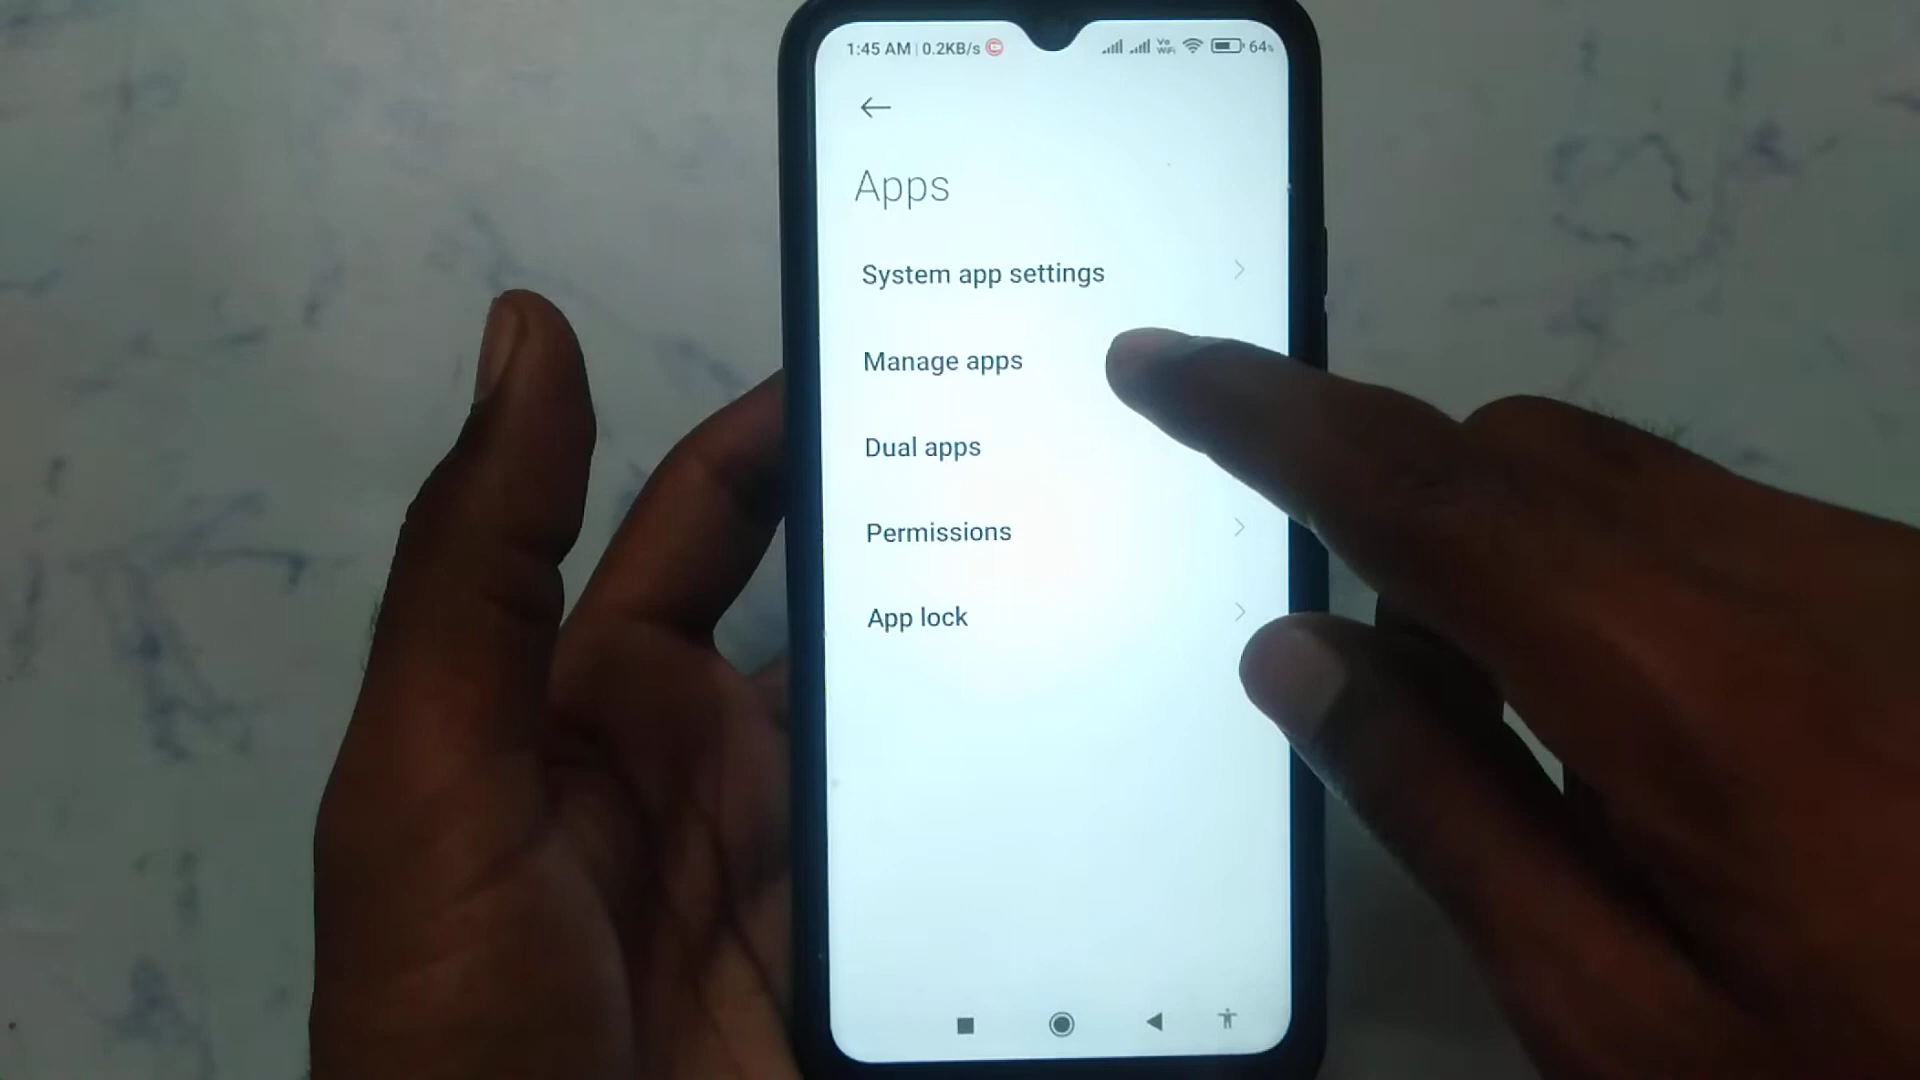 1:45 AM | 0.2KB/s 64%
Apps
System app settings
Manage apps
Dual apps
Permissions
App lock